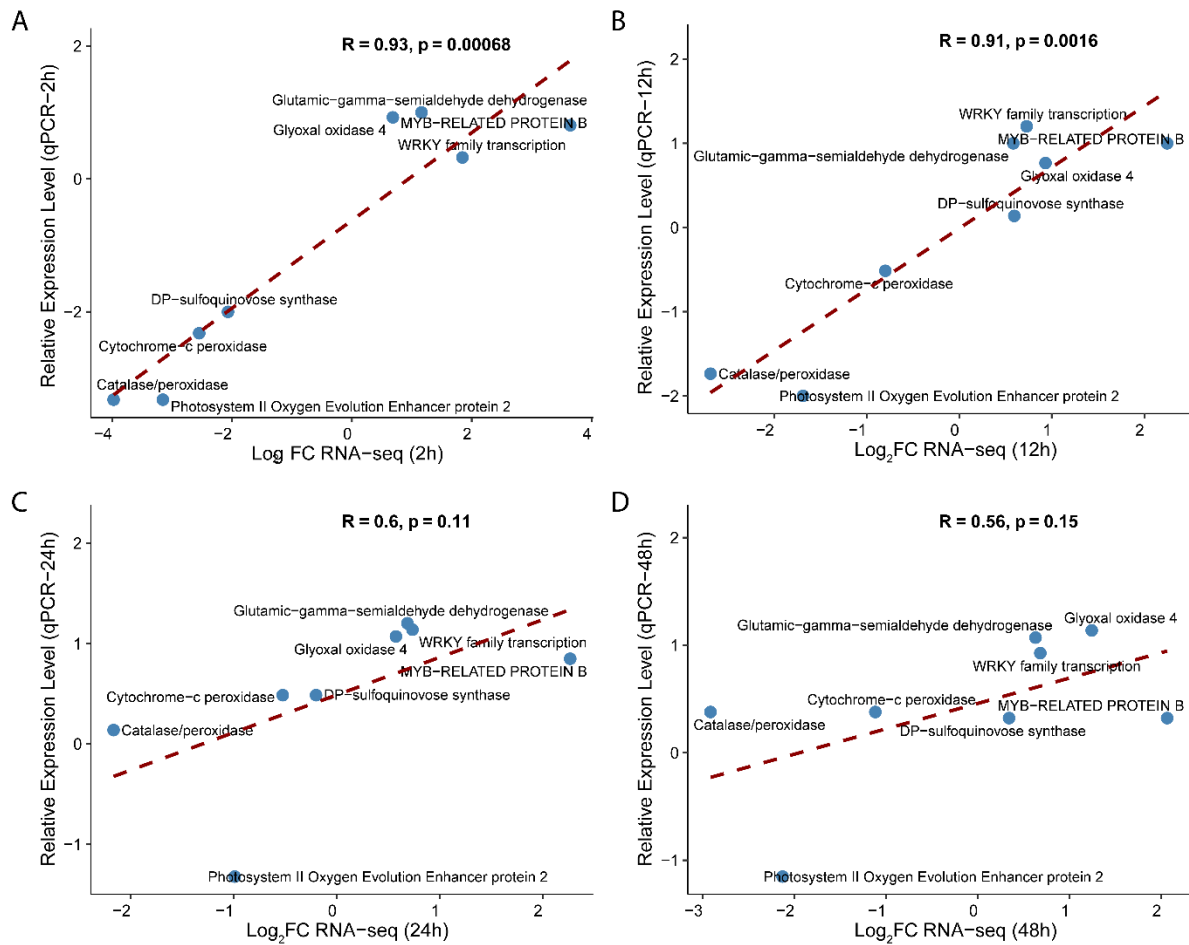 A
R = 0.93, p = 0.00068
Relative Expression Level (qPCR−2h)
2
0
−2
Glutamic−gamma−semialdehyde dehydrogenase
Glyoxal oxidase 4
MYB−RELATED PROTEIN B
WRKY family transcription
DP−sulfoquinovose synthase
Cytochrome−c peroxidase
Catalase/peroxidase
Photosystem II Oxygen Evolution Enhancer protein 2
−4
−2
0
2
4
Log2 FC RNA−seq (2h)
B
R = 0.91, p = 0.0016
Relative Expression Level (qPCR−12h)
2
1
0
−1
−2
WRKY family transcription
MYB−RELATED PROTEIN B
Glutamic−gamma−semialdehyde dehydrogenase
Glyoxal oxidase 4
DP−sulfoquinovose synthase
Cytochrome−c peroxidase
Catalase/peroxidase
Photosystem II Oxygen Evolution Enhancer protein 2
−2
−1
0
1
2
Log2FC RNA−seq (12h)
C
R = 0.6, p = 0.11
Relative Expression Level (qPCR−24h)
2
1
0
−1
Glutamic−gamma−semialdehyde dehydrogenase
WRKY family transcription
Glyoxal oxidase 4
MYB−RELATED PROTEIN B
Cytochrome−c peroxidase
DP−sulfoquinovose synthase
Catalase/peroxidase
Photosystem II Oxygen Evolution Enhancer protein 2
−2
−1
0
1
2
Log2FC RNA−seq (24h)
D
R = 0.56, p = 0.15
Relative Expression Level (qPCR−48h)
2
1
0
−1
Glyoxal oxidase 4
Glutamic−gamma−semialdehyde dehydrogenase
WRKY family transcription
Cytochrome−c peroxidase
MYB−RELATED PROTEIN B
Catalase/peroxidase
DP−sulfoquinovose synthase
Photosystem II Oxygen Evolution Enhancer protein 2
−3
−2
−1
0
1
2
Log2FC RNA−seq (48h)